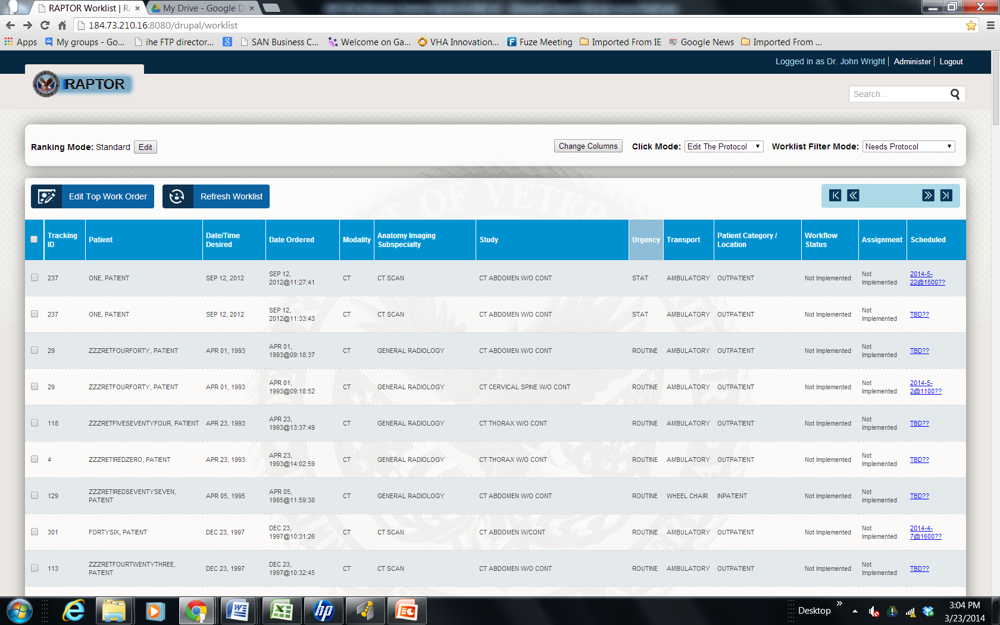 RAPTOR Worklist | R
My Drive - Google D
184.73.210.16:8080/drupal/worklist
Apps My groups - Go... ihe FTP director... SAN Business C... Welcome on Ga... VHA Innovation... Fuze Meeting Imported From IE Google News Imported From ...
Logged in as Dr. John Wright Administer Logout
RAPTOR
Search...
Ranking Mode: Standard Edit Change Columns Click Mode: Edit The Protocol Worklist Filter Mode: Needs Protocol
Edit Top Work Order Refresh Worklist
Tracking ID Patient Date/Time Desired Date Ordered Modality Anatomy Imaging Subspecialty Study Urgency Transport Patient Category / Location Workflow Status Assignment Scheduled
237 ONE, PATIENT SEP 12, 2012 SEP 12, 2012@11:27:41 CT CT SCAN CT ABDOMEN W/O CONT STAT AMBULATORY OUTPATIENT Not Implemented Not Implemented 2014-5-22@1500??
237 ONE, PATIENT SEP 12, 2012 SEP 12, 2012@11:33:43 CT CT SCAN CT ABDOMEN W/O CONT STAT AMBULATORY OUTPATIENT Not Implemented Not Implemented TBD??
29 ZZZRETFOURFORTY, PATIENT APR 01, 1993 APR 01, 1993@09:18:37 CT GENERAL RADIOLOGY CT ABDOMEN W/O CONT ROUTINE AMBULATORY OUTPATIENT Not Implemented Not Implemented TBD??
29 ZZZRETFOURFORTY, PATIENT APR 01, 1993 APR 01, 1993@09:18:52 CT GENERAL RADIOLOGY CT CERVICAL SPINE W/O CONT ROUTINE AMBULATORY OUTPATIENT Not Implemented Not Implemented 2014-5-2@1100??
118 ZZZRETFIVESEVENTYFOUR, PATIENT APR 23, 1993 APR 23, 1993@13:37:49 CT GENERAL RADIOLOGY CT THORAX W/O CONT ROUTINE AMBULATORY OUTPATIENT Not Implemented Not Implemented TBD??
4 ZZZRETIREDZERO, PATIENT APR 23, 1993 APR 23, 1993@14:02:59 CT GENERAL RADIOLOGY CT THORAX W/O CONT ROUTINE AMBULATORY OUTPATIENT Not Implemented Not Implemented TBD??
129 ZZZRETIREDSEVENTYSEVEN, PATIENT APR 05, 1995 APR 05, 1995@11:59:38 CT GENERAL RADIOLOGY CT ABDOMEN W/O CONT ROUTINE WHEEL CHAIR INPATIENT Not Implemented Not Implemented TBD??
301 FORTYSIX, PATIENT DEC 23, 1997 DEC 23, 1997@10:31:26 CT CT SCAN CT ABDOMEN W/CONT ROUTINE AMBULATORY OUTPATIENT Not Implemented Not Implemented 2014-4-7@1600??
113 ZZZRETFOURTWENTYTHREE, PATIENT DEC 23, 1997 DEC 23, 1997@10:32:45 CT CT SCAN CT ABDOMEN W/O CONT ROUTINE AMBULATORY OUTPATIENT Not Implemented Not Implemented TBD??
Desktop
3:04 PM
3/23/2014